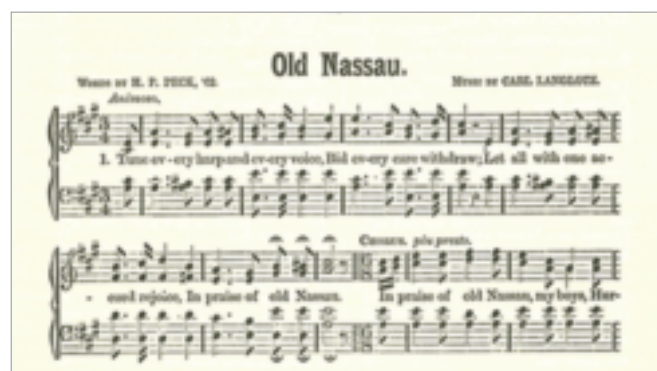 Old Nassau.
Words by H. P. PECK, '62. Music by CARL LANGLOTZ.
Animoso,
1. Tune ev-ery harp and ev-ery voice, Bid ev-ery care withdraw; Let all with one ac-
CHORUS. più presto.
- cord rejoice, In praise of old Nassau. In praise of old Nassau, my boys, Hur-